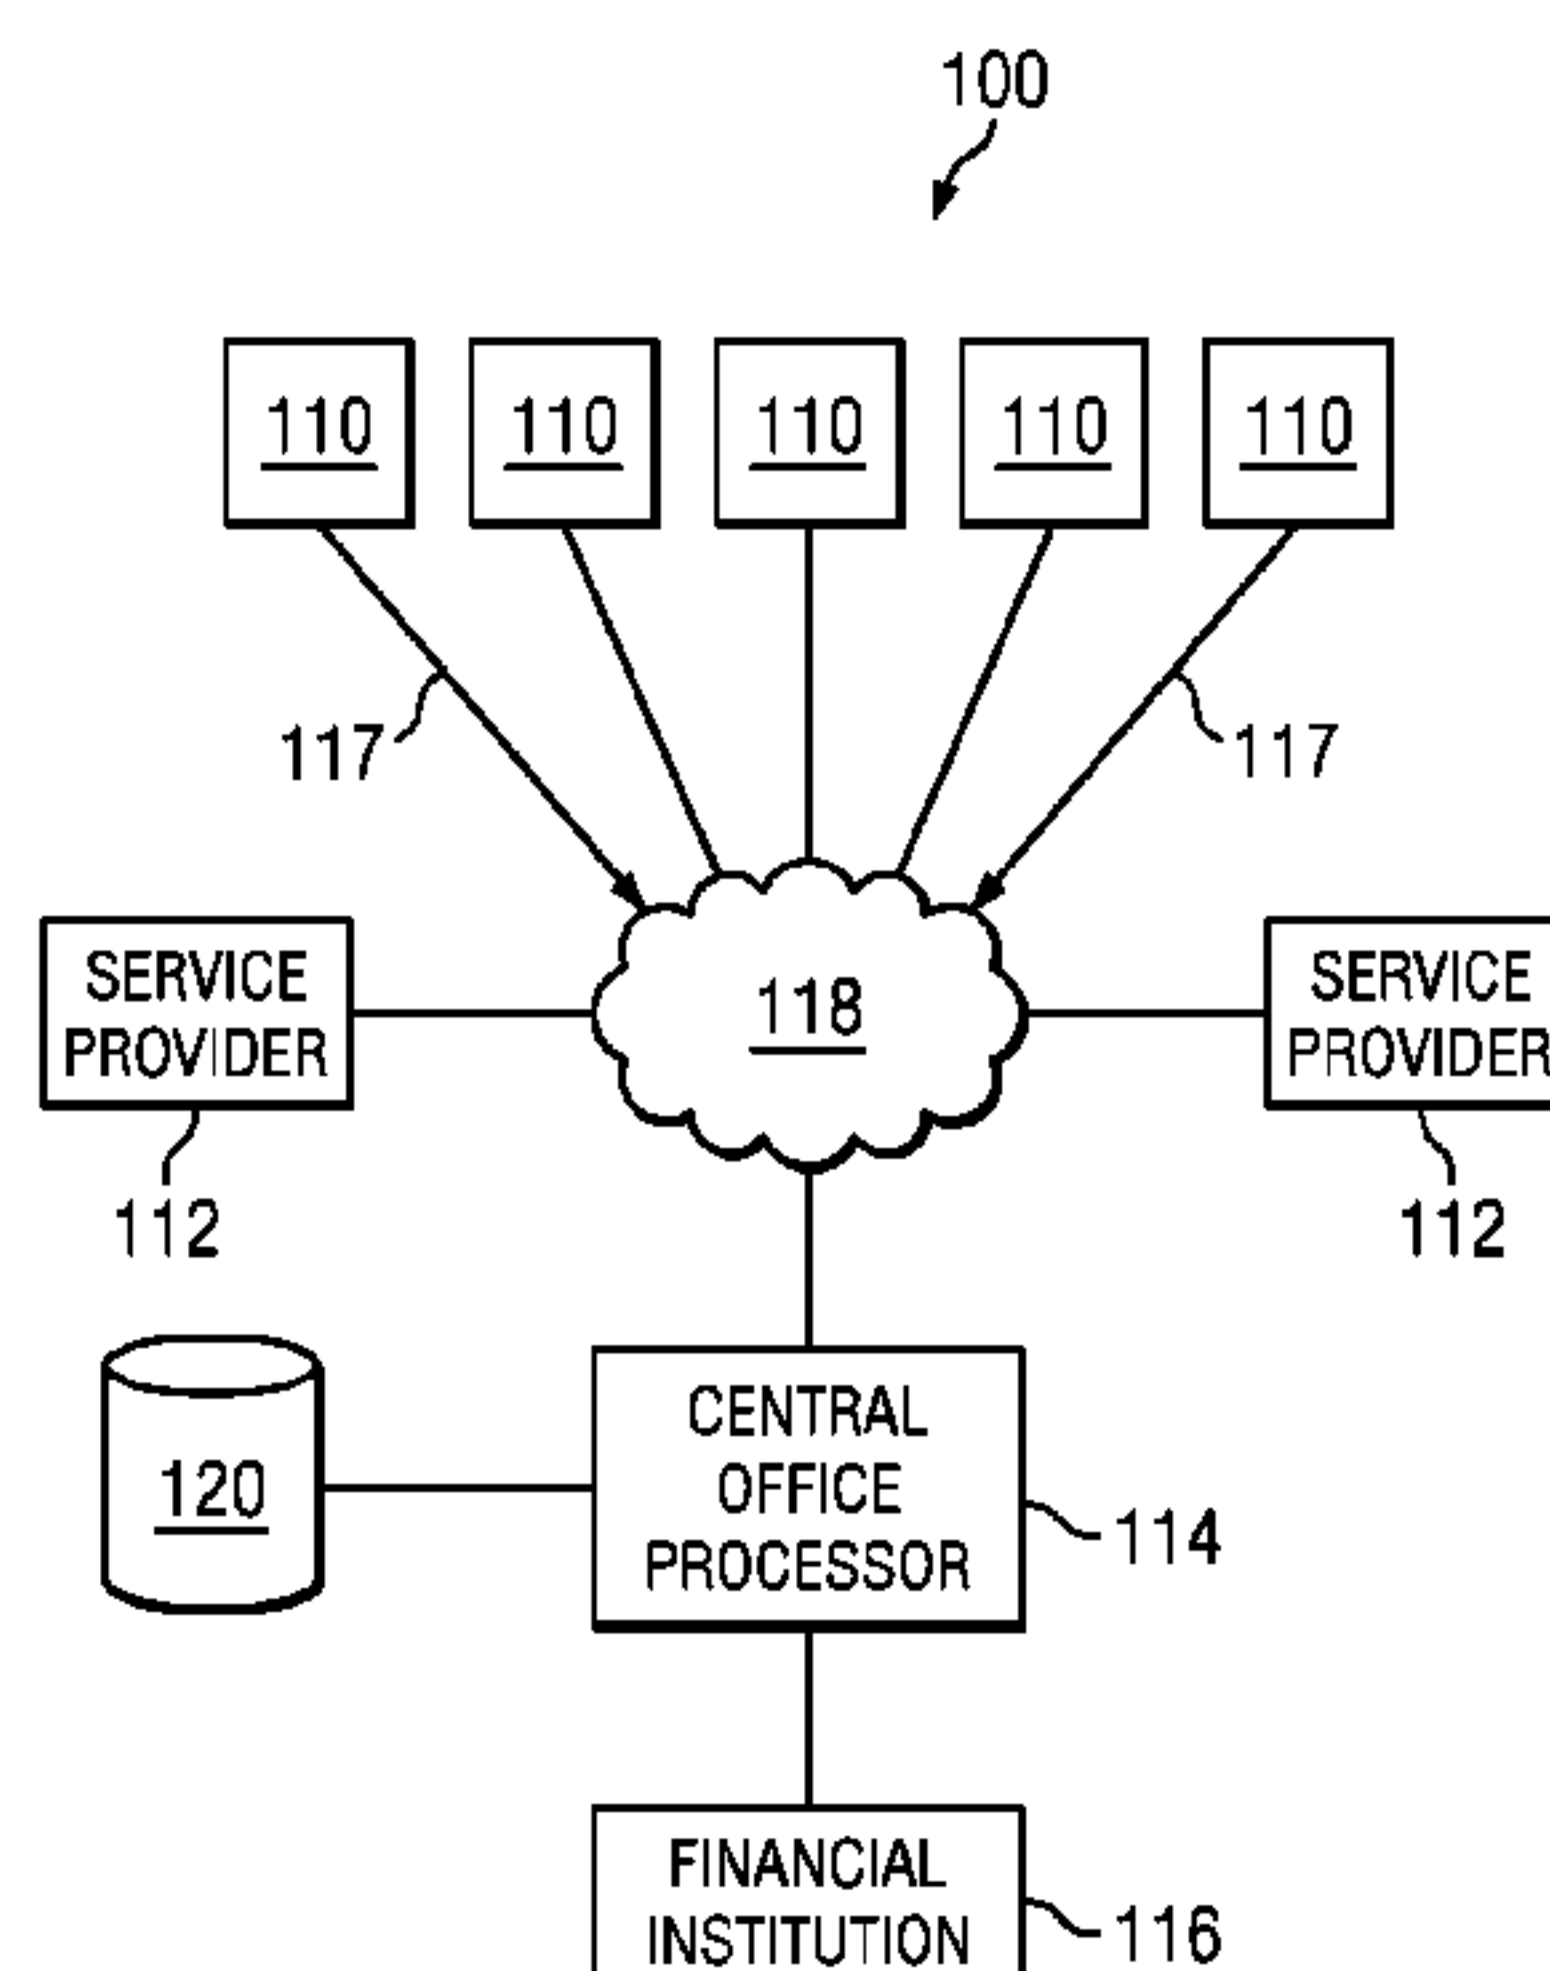 100
110 110 110 110 110
117 117
SERVICE
PROVIDER
118
SERVICE
PROVIDER
112 112
CENTRAL
OFFICE
PROCESSOR
120
114
FINANCIAL
INSTITUTION
116